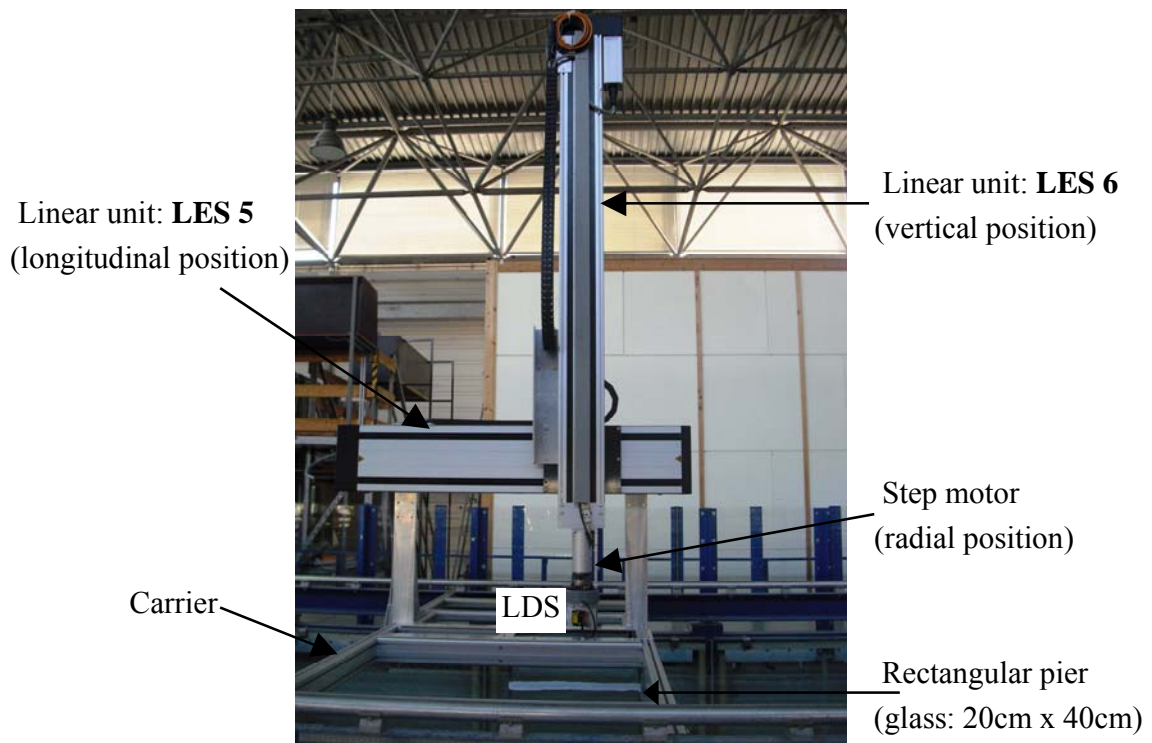 Linear unit: LES 5
(longitudinal position)
Linear unit: LES 6
(vertical position)
Step motor
(radial position)
LDS
Carrier
Rectangular pier
(glass: 20cm x 40cm)